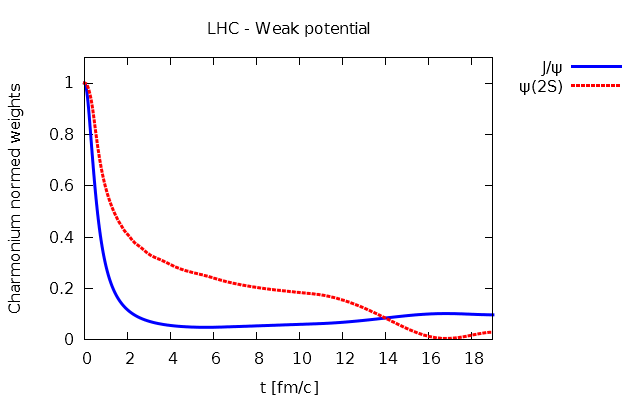 LHC - Weak potential
J/ψ
ψ(2S)
Charmonium normed weights
1
0.8
0.6
0.4
0.2
0
0 2 4 6 8 10 12 14 16 18
t [fm/c]